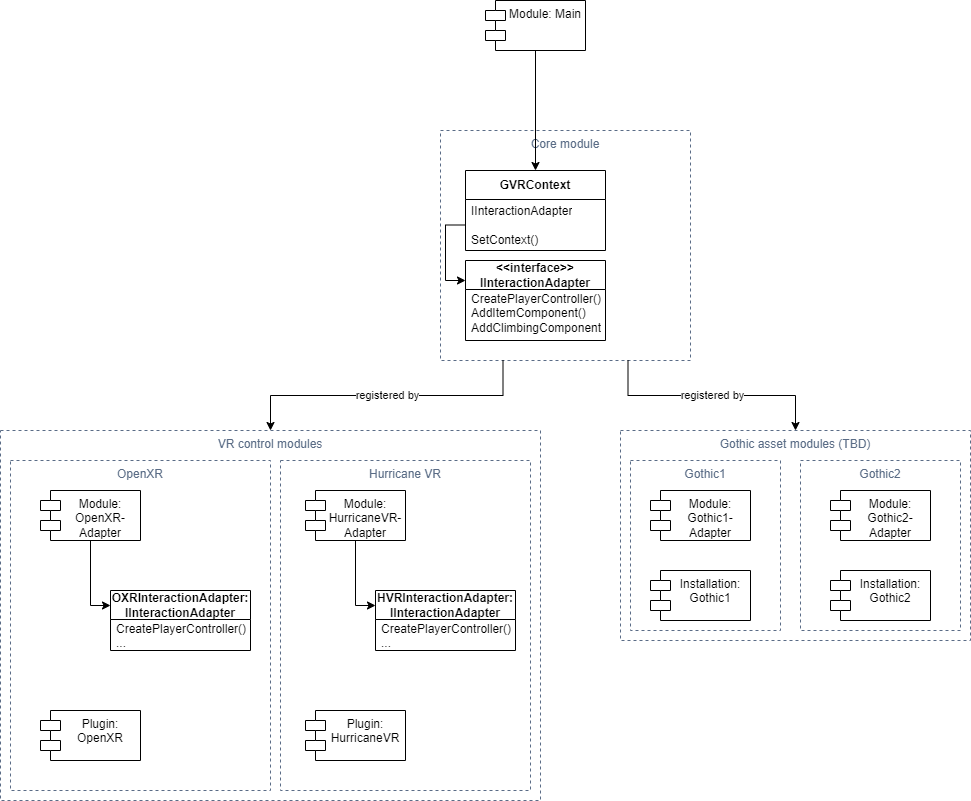 Module: Main
Core module
GVRContext
IInteractionAdapter
SetContext()
<<interface>>
IInteractionAdapter
CreatePlayerController()
AddItemComponent()
AddClimbingComponent
registered by
registered by
VR control modules
Gothic asset modules (TBD)
OpenXR
Hurricane VR
Gothic1
Gothic2
Module:
OpenXR-
Adapter
Module:
HurricaneVR-
Adapter
Module:
Gothic1-
Adapter
Module:
Gothic2-
Adapter
OXRInteractionAdapter:
IInteractionAdapter
CreatePlayerController()
...
HVRInteractionAdapter:
IInteractionAdapter
CreatePlayerController()
...
Installation:
Gothic1
Installation:
Gothic2
Plugin:
OpenXR
Plugin:
HurricaneVR